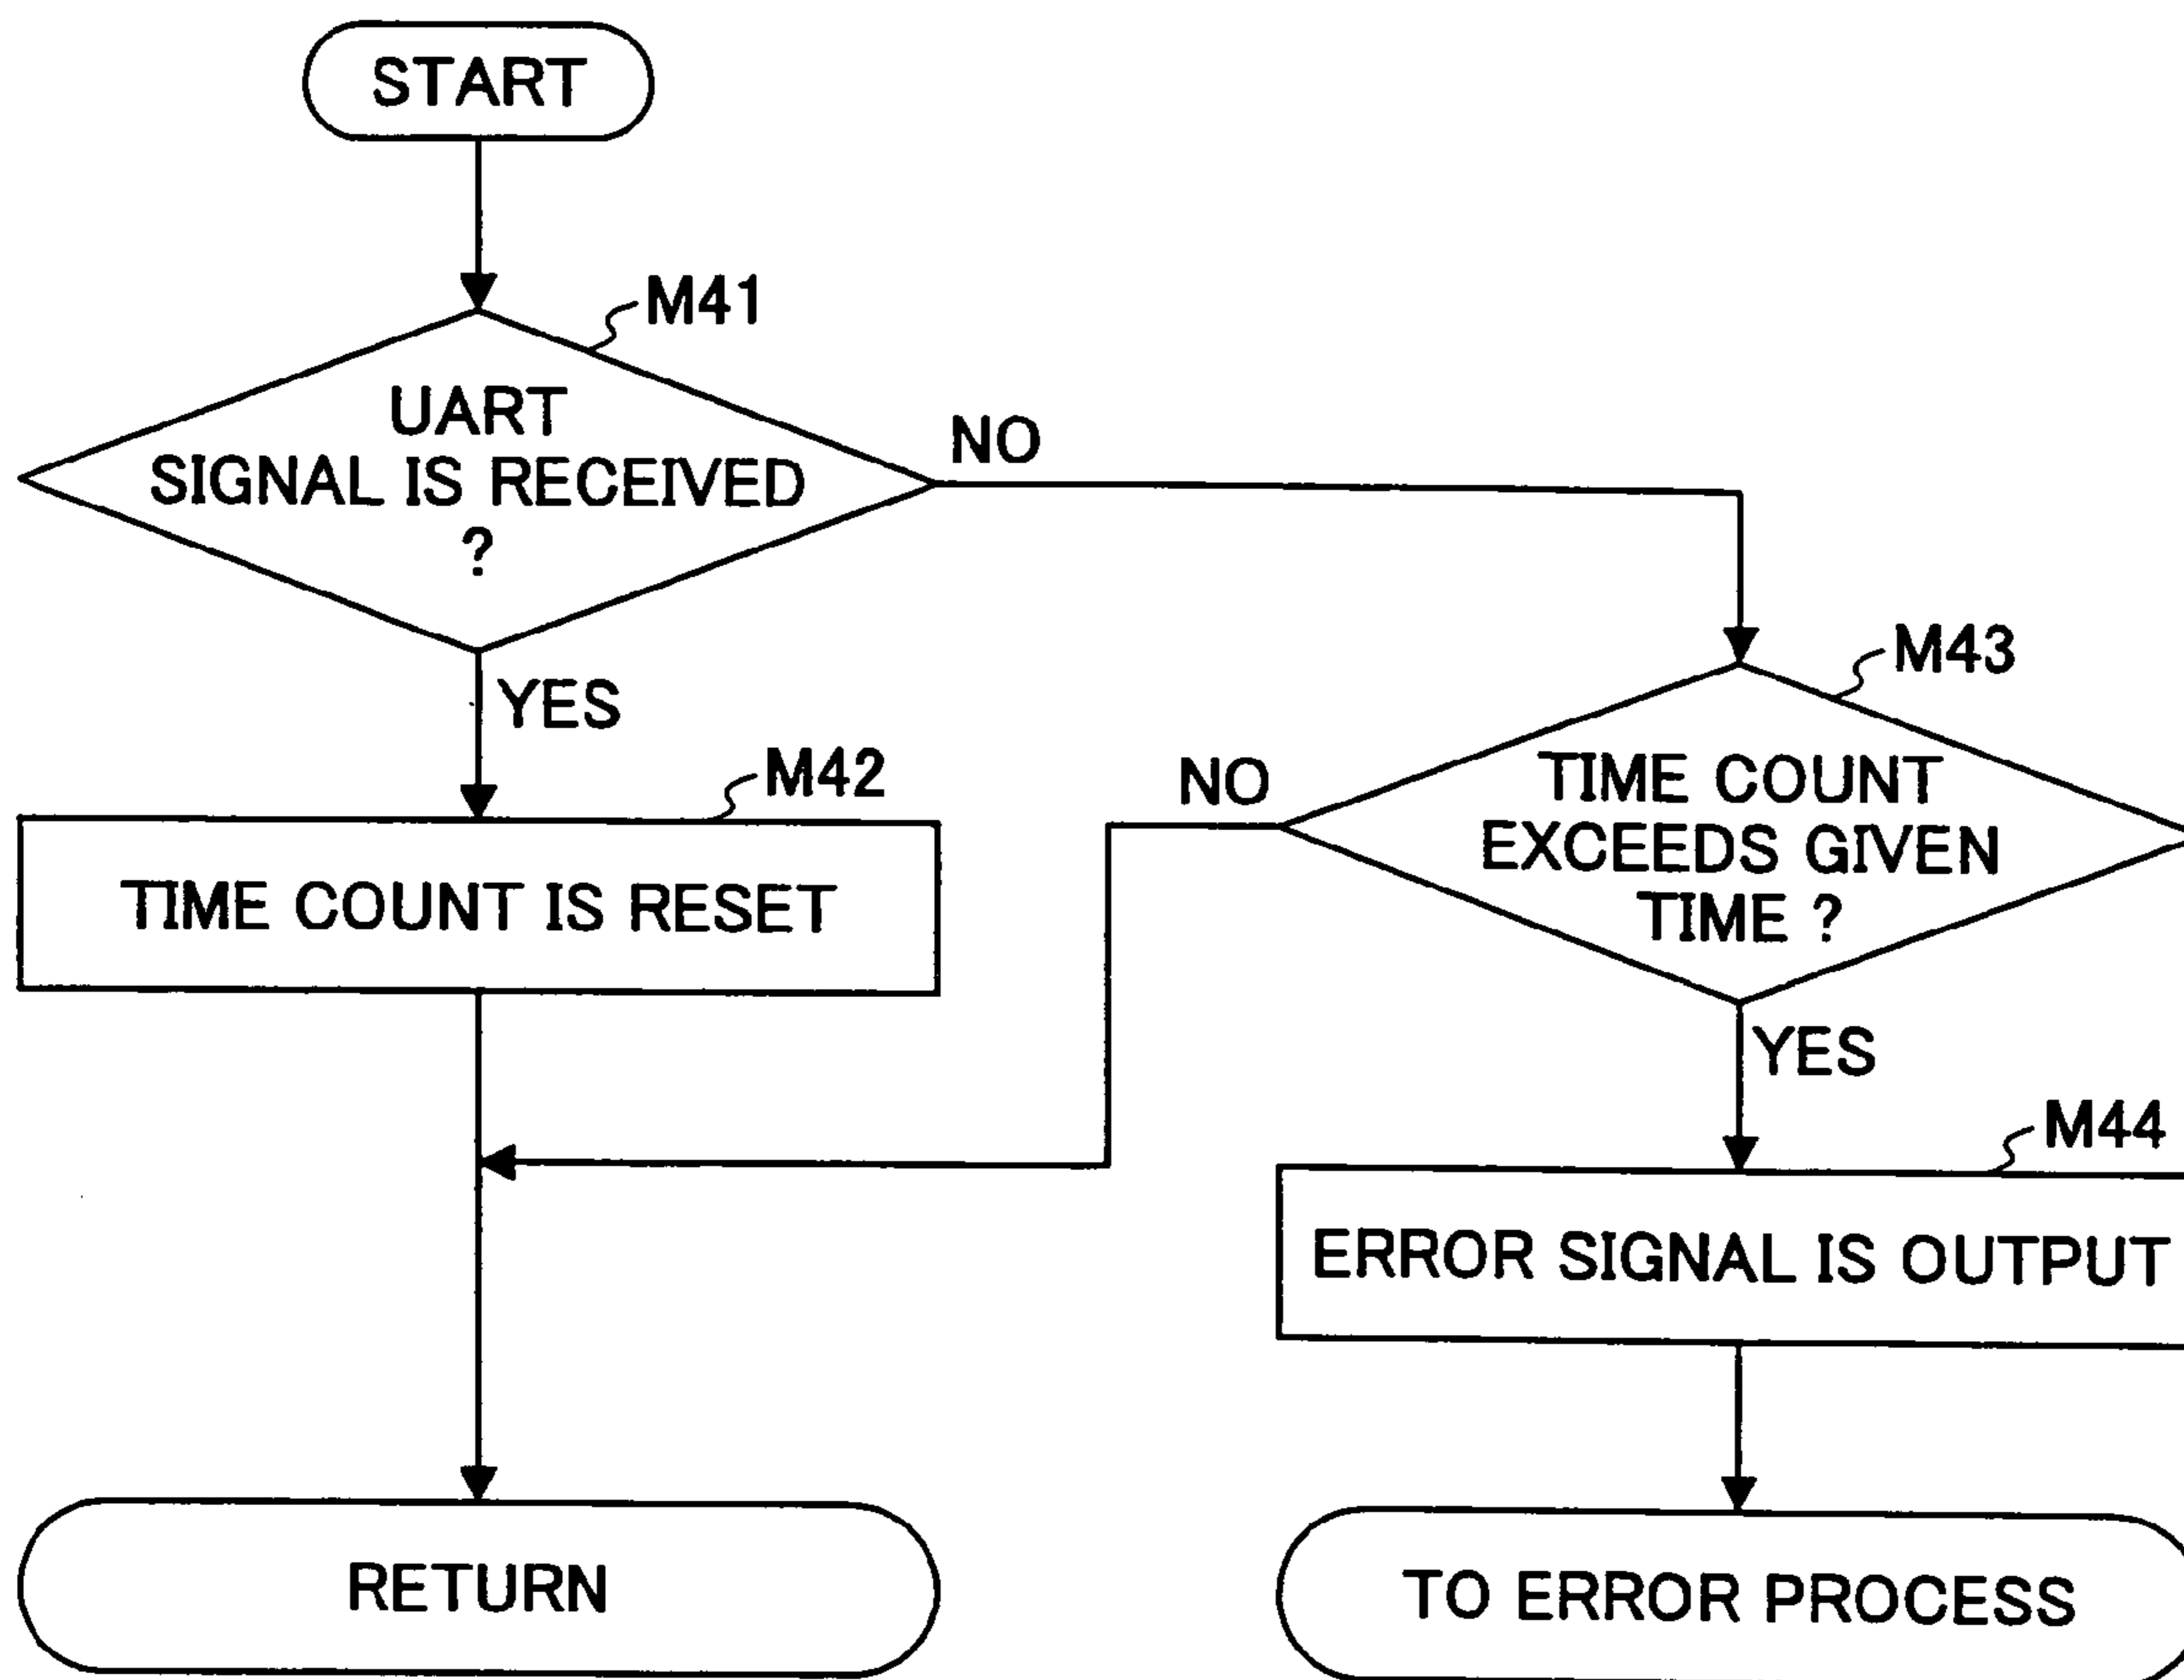 START
M41
UART
SIGNAL IS RECEIVED
?
NO
YES
M42
TIME COUNT IS RESET
M43
NO
TIME COUNT
EXCEEDS GIVEN
TIME ?
YES
M44
ERROR SIGNAL IS OUTPUT
RETURN
TO ERROR PROCESS